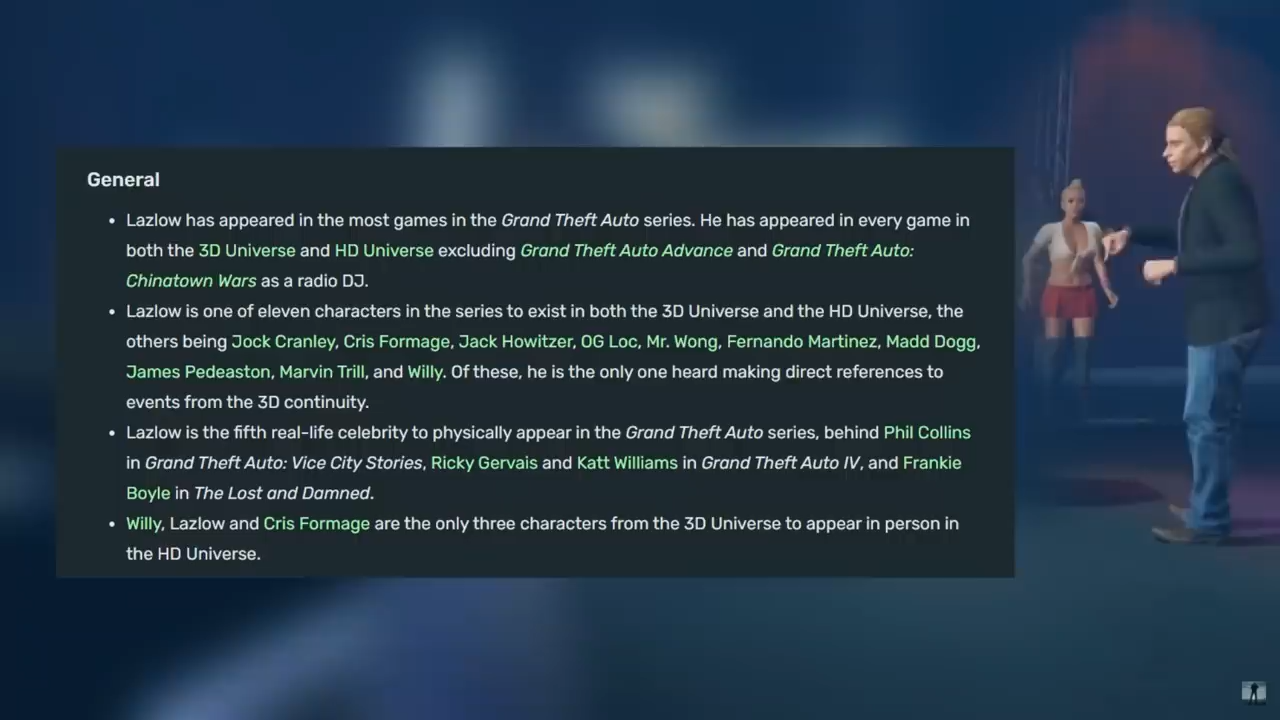 General
• Lazlow has appeared in the most games in the Grand Theft Auto series. He has appeared in every game in
both the 3D Universe and HD Universe excluding Grand Theft Auto Advance and Grand Theft Auto:
Chinatown Wars as a radio DJ.
• Lazlow is one of eleven characters in the series to exist in both the 3D Universe and the HD Universe, the
others being Jock Cranley, Cris Formage, Jack Howitzer, OG Loc, Mr. Wong, Fernando Martinez, Madd Dogg,
James Pedeaston, Marvin Trill, and Willy. Of these, he is the only one heard making direct references to
events from the 3D continuity.
• Lazlow is the fifth real-life celebrity to physically appear in the Grand Theft Auto series, behind Phil Collins
in Grand Theft Auto: Vice City Stories, Ricky Gervais and Katt Williams in Grand Theft Auto IV, and Frankie
Boyle in The Lost and Damned.
• Willy, Lazlow and Cris Formage are the only three characters from the 3D Universe to appear in person in
the HD Universe.